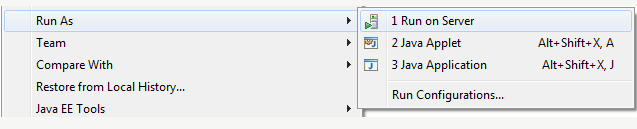 Run As
Team
Compare With
Restore from Local History...
Java EE Tools
1 Run on Server
2 Java Applet Alt+Shift+X, A
3 Java Application Alt+Shift+X, J
Run Configurations...